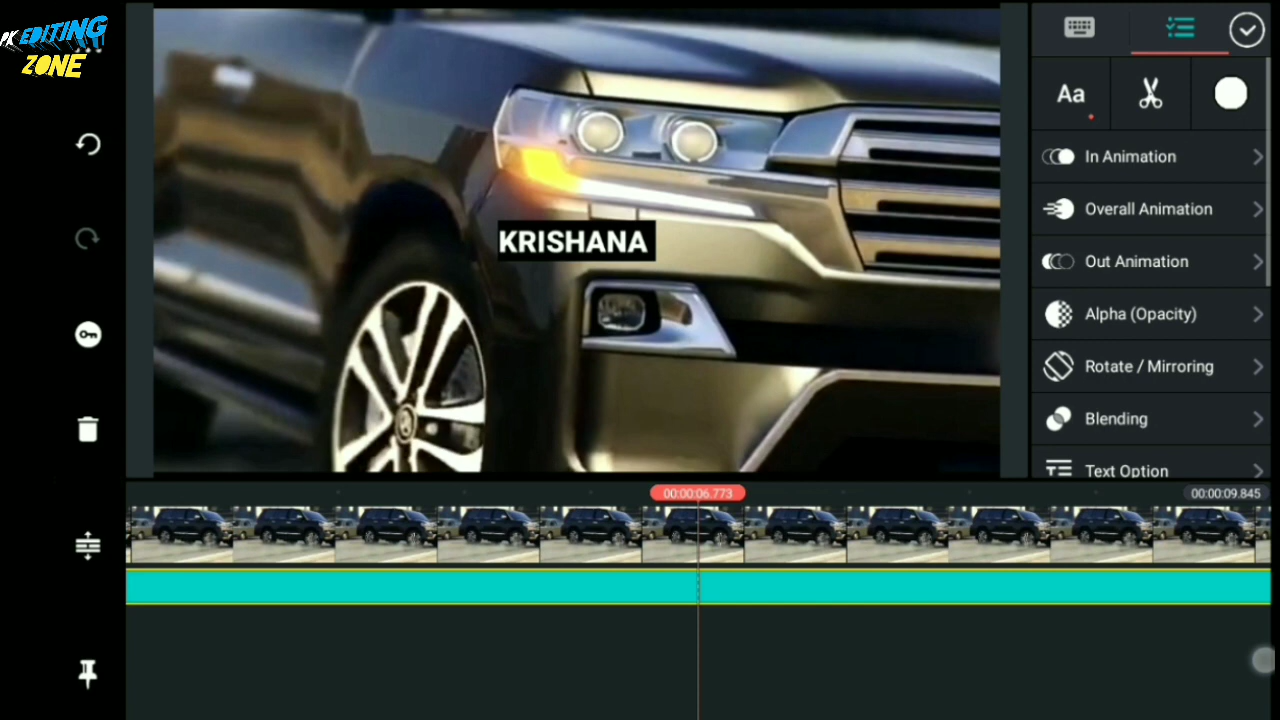 PK EDITING
ZONE
KRISHANA
Aa
In Animation
Overall Animation
Out Animation
Alpha (Opacity)
Rotate / Mirroring
Blending
Text Option
00:00:06.773
00:00:09.845